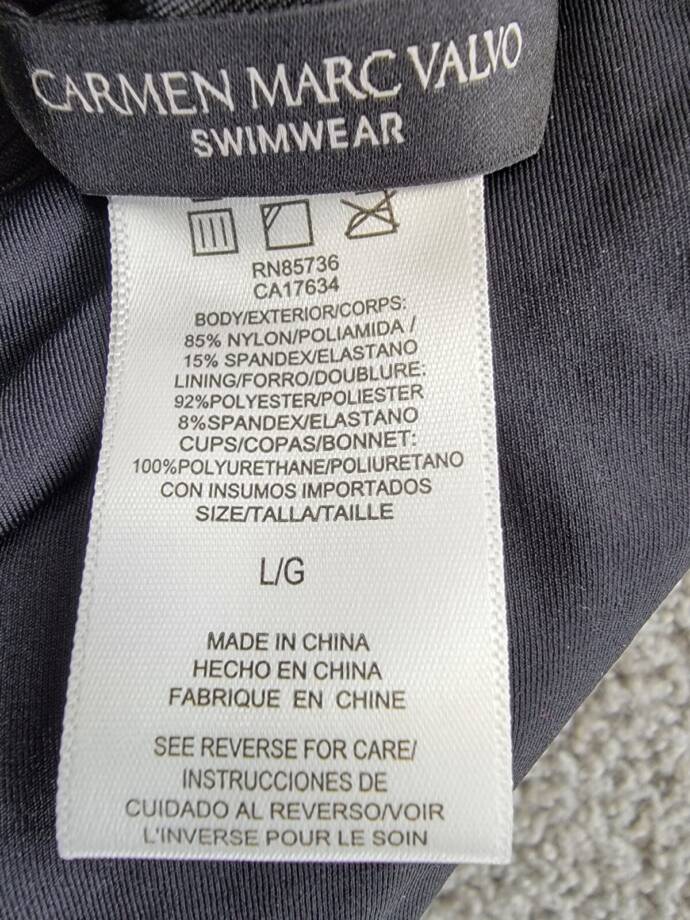 CARMEN MARC VALVO
SWIMWEAR
RN85736
CA17634
BODY/EXTERIOR/CORPS:
85% NYLON/POLIAMIDA /
15% SPANDEX/ELASTANO
LINING/FORRO/DOUBLURE:
92%POLYESTER/POLIESTER
8%SPANDEX/ELASTANO
CUPS/COPAS/BONNET:
100%POLYURETHANE/POLIURETANO
CON INSUMOS IMPORTADOS
SIZE/TALLA/TAILLE
L/G
MADE IN CHINA
HECHO EN CHINA
FABRIQUE EN CHINE
SEE REVERSE FOR CARE/
INSTRUCCIONES DE
CUIDADO AL REVERSO/VOIR
L'INVERSE POUR LE SOIN